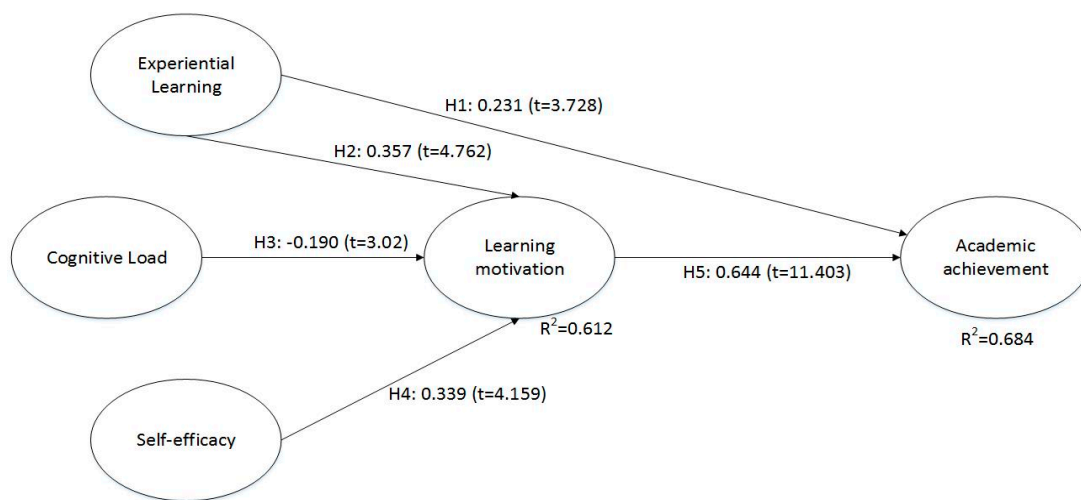 Experiential
Learning
H1: 0.231 (t=3.728)
H2: 0.357 (t=4.762)
Cognitive Load
H3: -0.190 (t=3.02)
Learning
motivation
R²=0.612
H5: 0.644 (t=11.403)
Academic
achievement
R²=0.684
H4: 0.339 (t=4.159)
Self-efficacy